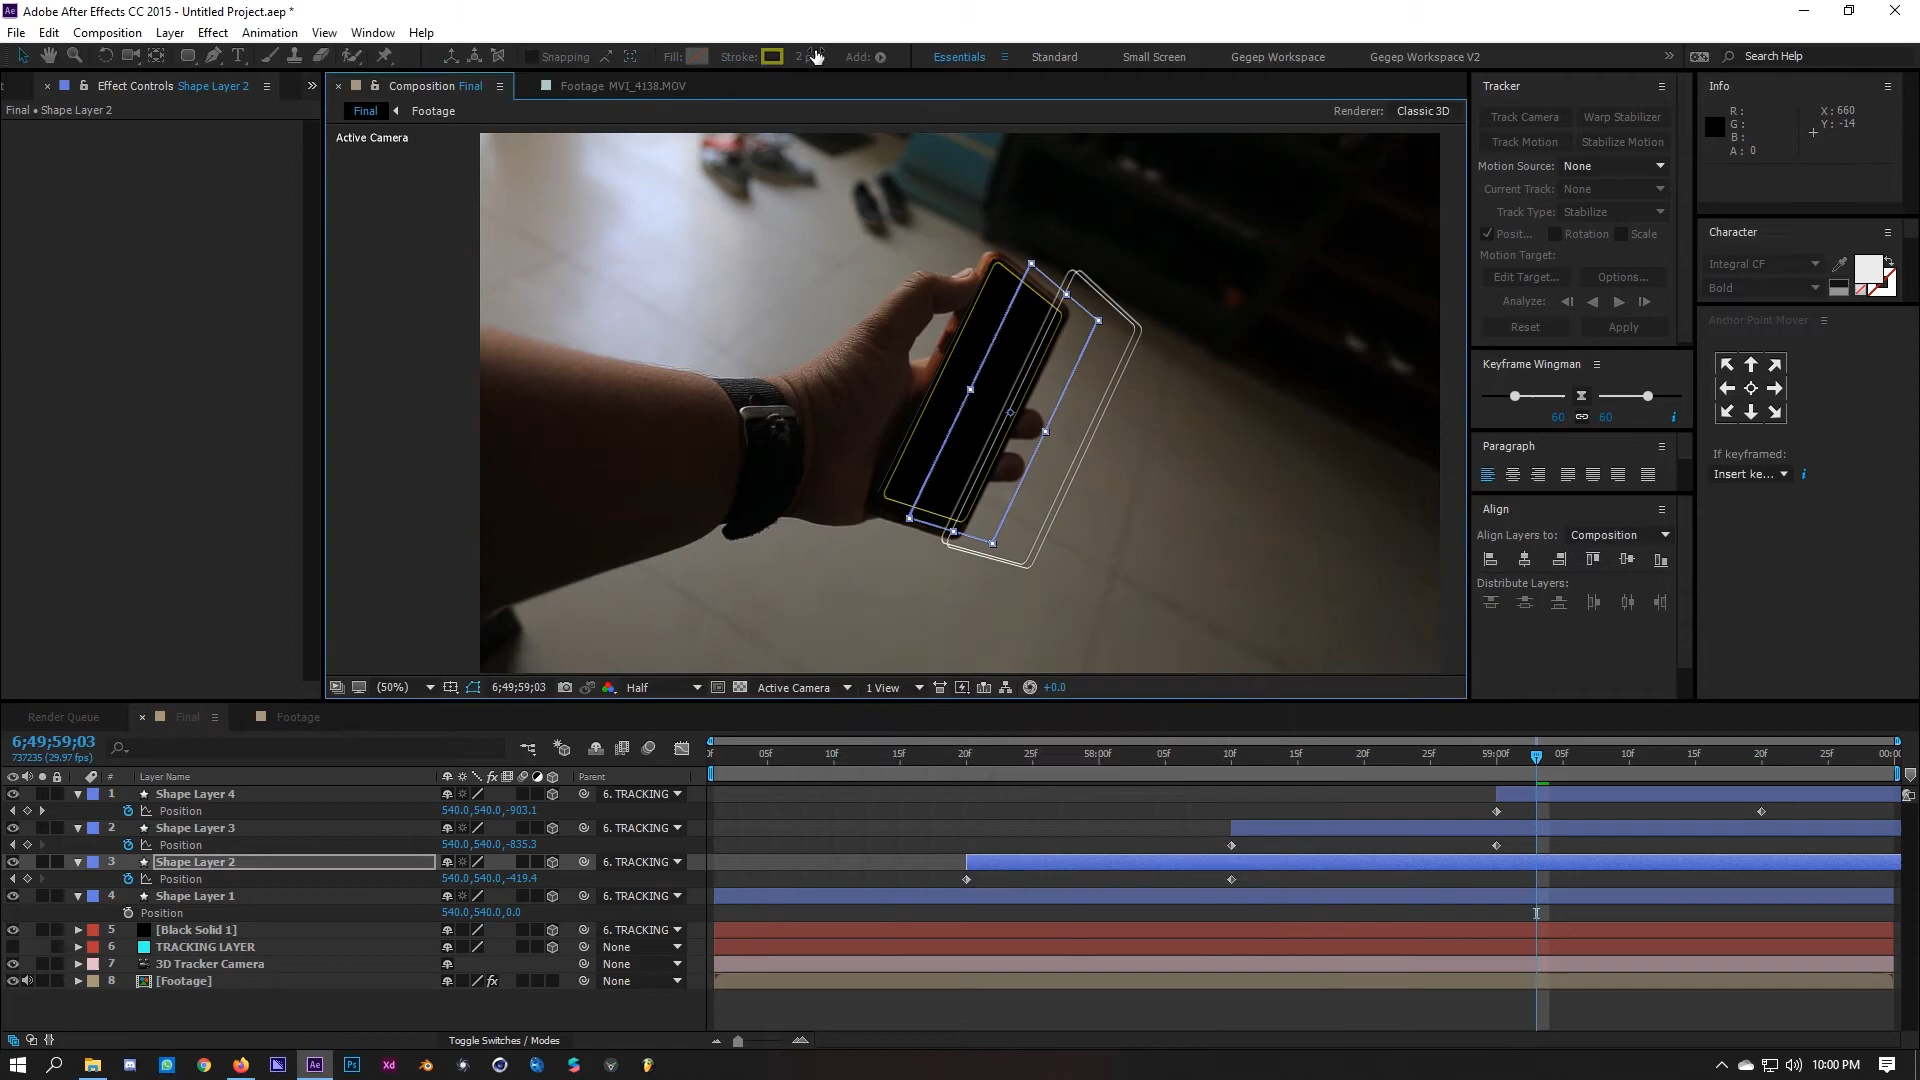 Adobe After Effects CC 2015 - Untitled Project.aep *
File Edit Composition Layer Effect Animation View Window Help
Snapping Fill: Stroke: 2 Add: Essentials Standard Small Screen Gegep Workspace Gegep Workspace V2 Search Help
Effect Controls Shape Layer 2
Composition Final
Footage MVI_4138.MOV
Tracker
Info
Final • Shape Layer 2
Final
Footage
Renderer: Classic 3D
Active Camera
Track Camera
Warp Stabilizer
Track Motion
Stabilize Motion
Motion Source: None
Current Track: None
Track Type: Stabilize
Posit... Rotation Scale
Motion Target:
Edit Target...
Options...
Analyze:
Reset
Apply
R:
G:
B:
A: 0
X: 660
Y: -14
Character
Integral CF
Bold
Anchor Point Mover
If keyframed:
Insert ke...
Keyframe Wingman
60 60
Paragraph
Align
Align Layers to: Composition
Distribute Layers:
(50%) 6;49;59;03 Half Active Camera 1 View +0.0
Render Queue Final Footage
6;49;59;03
737235 (29.97 fps)
05f 10f 15f 20f 25f 58:00f 05f 10f 15f 20f 25f 59:00f 05f 10f 15f 20f 25f
# Layer Name Parent
1 Shape Layer 4 6. TRACKING
Position 540.0,540.0,-903.1
2 Shape Layer 3 6. TRACKING
Position 540.0,540.0,-835.3
3 Shape Layer 2 6. TRACKING
Position 540.0,540.0,-419.4
4 Shape Layer 1 6. TRACKING
Position 540.0,540.0,0.0
5 [Black Solid 1] 6. TRACKING
6 TRACKING LAYER None
7 3D Tracker Camera None
8 [Footage] None
Toggle Switches / Modes
10:00 PM